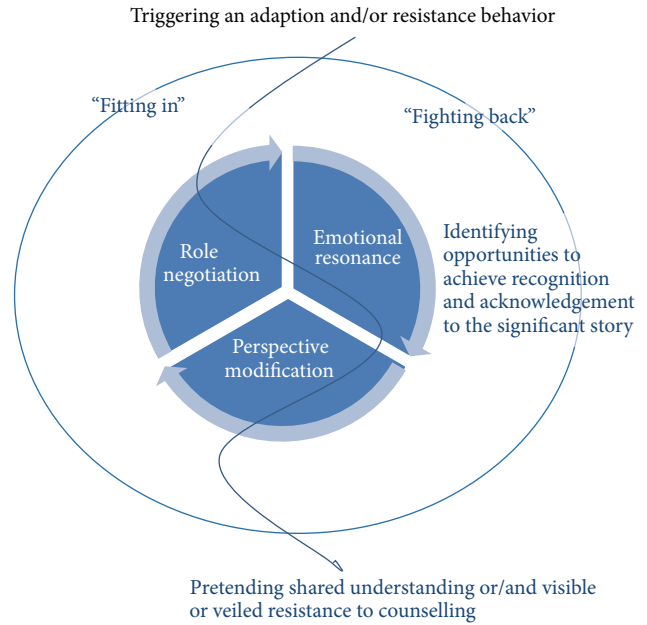 Triggering an adaption and/or resistance behavior
“Fitting in”
“Fighting back”
Role
negotiation
Emotional
resonance
Identifying
opportunities to
achieve recognition
and acknowledgement
to the significant story
Perspective
modification
Pretending shared understanding or/and visible
or veiled resistance to counselling